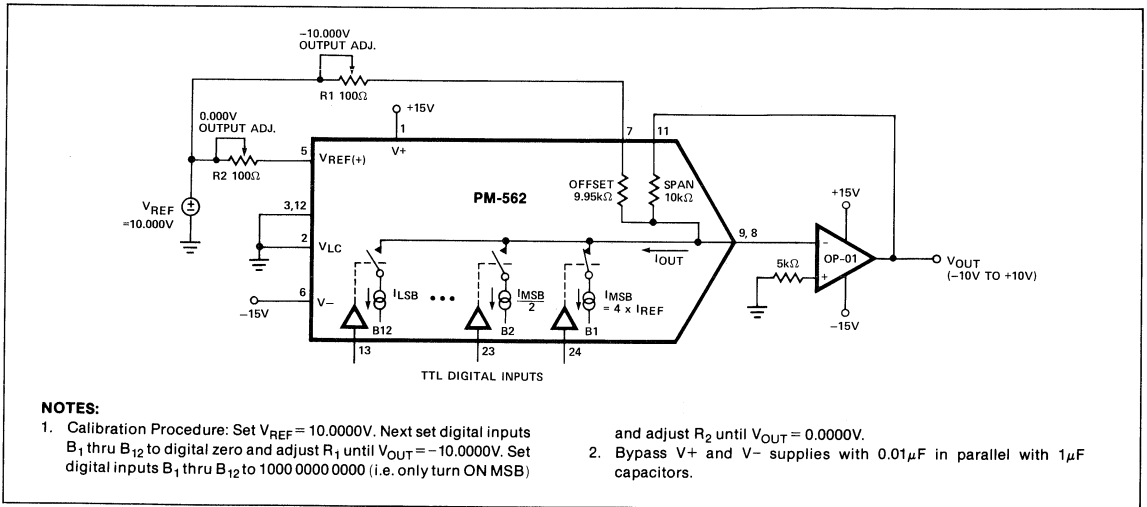 −10.000V
OUTPUT ADJ.
R1 100Ω
+15V
0.000V
OUTPUT ADJ.
1
7
11
5
VREF(+)
V+
R2 100Ω
OFFSET
9.95kΩ
SPAN
10kΩ
PM-562
VREF
=10.000V
3,12
+15V
2
VLC
9, 8
−
IOUT
5kΩ
OP-01
VOUT
(−10V TO +10V)
+
6
V−
−15V
ILSB
IMSB
2
IMSB
= 4 x IREF
−15V
B12
B2
B1
13
23
24
TTL DIGITAL INPUTS
NOTES:
1. Calibration Procedure: Set VREF = 10.0000V. Next set digital inputs
B1 thru B12 to digital zero and adjust R1 until VOUT = −10.0000V. Set
digital inputs B1 thru B12 to 1000 0000 0000 (i.e. only turn ON MSB)
and adjust R2 until VOUT = 0.0000V.
2. Bypass V+ and V− supplies with 0.01μF in parallel with 1μF
capacitors.